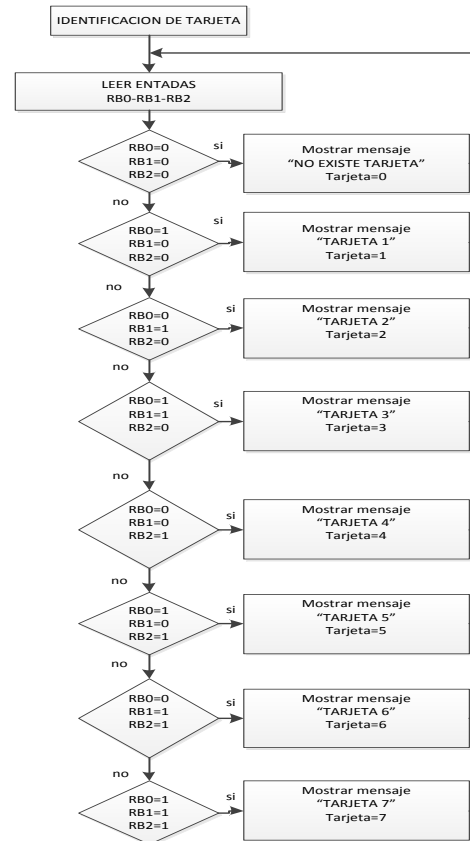 IDENTIFICACION DE TARJETA
LEER ENTADAS
RB0-RB1-RB2
RB0=0
RB1=0
RB2=0
si
Mostrar mensaje
"NO EXISTE TARJETA"
Tarjeta=0
no
RB0=1
RB1=0
RB2=0
si
Mostrar mensaje
"TARJETA 1"
Tarjeta=1
no
RB0=0
RB1=1
RB2=0
si
Mostrar mensaje
"TARJETA 2"
Tarjeta=2
no
RB0=1
RB1=1
RB2=0
si
Mostrar mensaje
"TARJETA 3"
Tarjeta=3
no
RB0=0
RB1=0
RB2=1
si
Mostrar mensaje
"TARJETA 4"
Tarjeta=4
no
RB0=1
RB1=0
RB2=1
si
Mostrar mensaje
"TARJETA 5"
Tarjeta=5
no
RB0=0
RB1=1
RB2=1
si
Mostrar mensaje
"TARJETA 6"
Tarjeta=6
no
RB0=1
RB1=1
RB2=1
si
Mostrar mensaje
"TARJETA 7"
Tarjeta=7